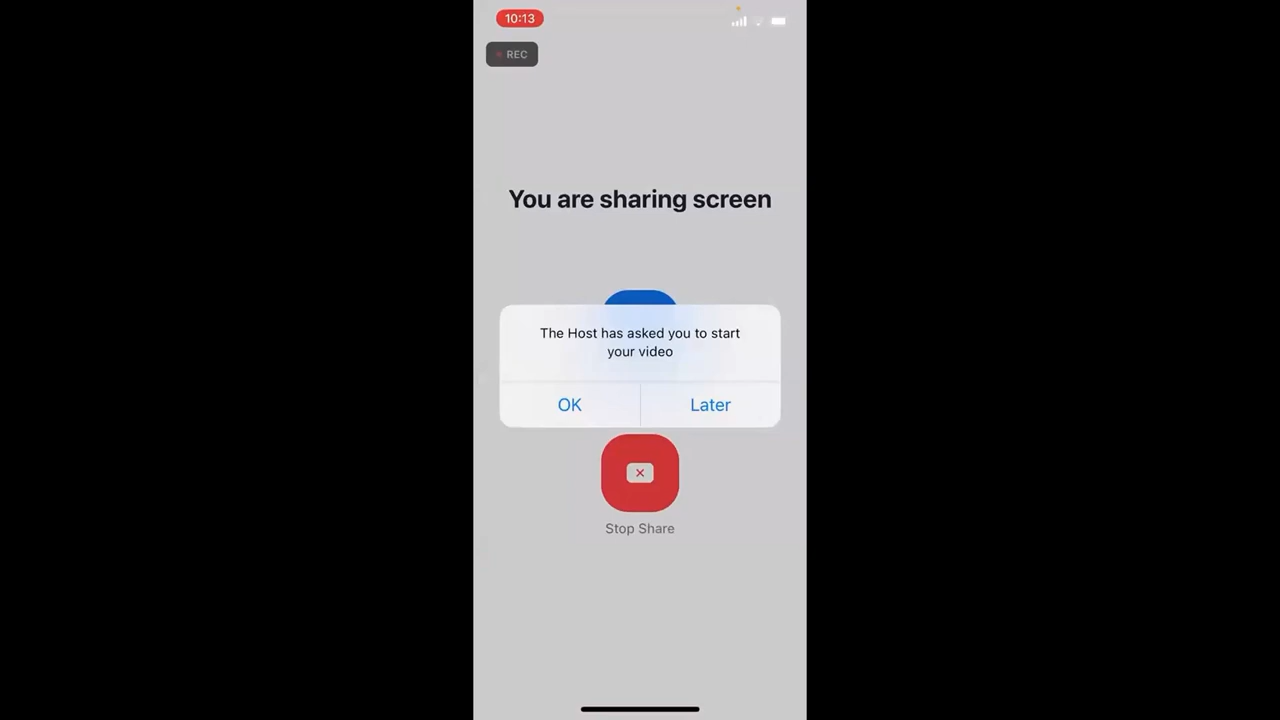 10:13
REC
You are sharing screen
The Host has asked you to start
your video
OK Later
Stop Share